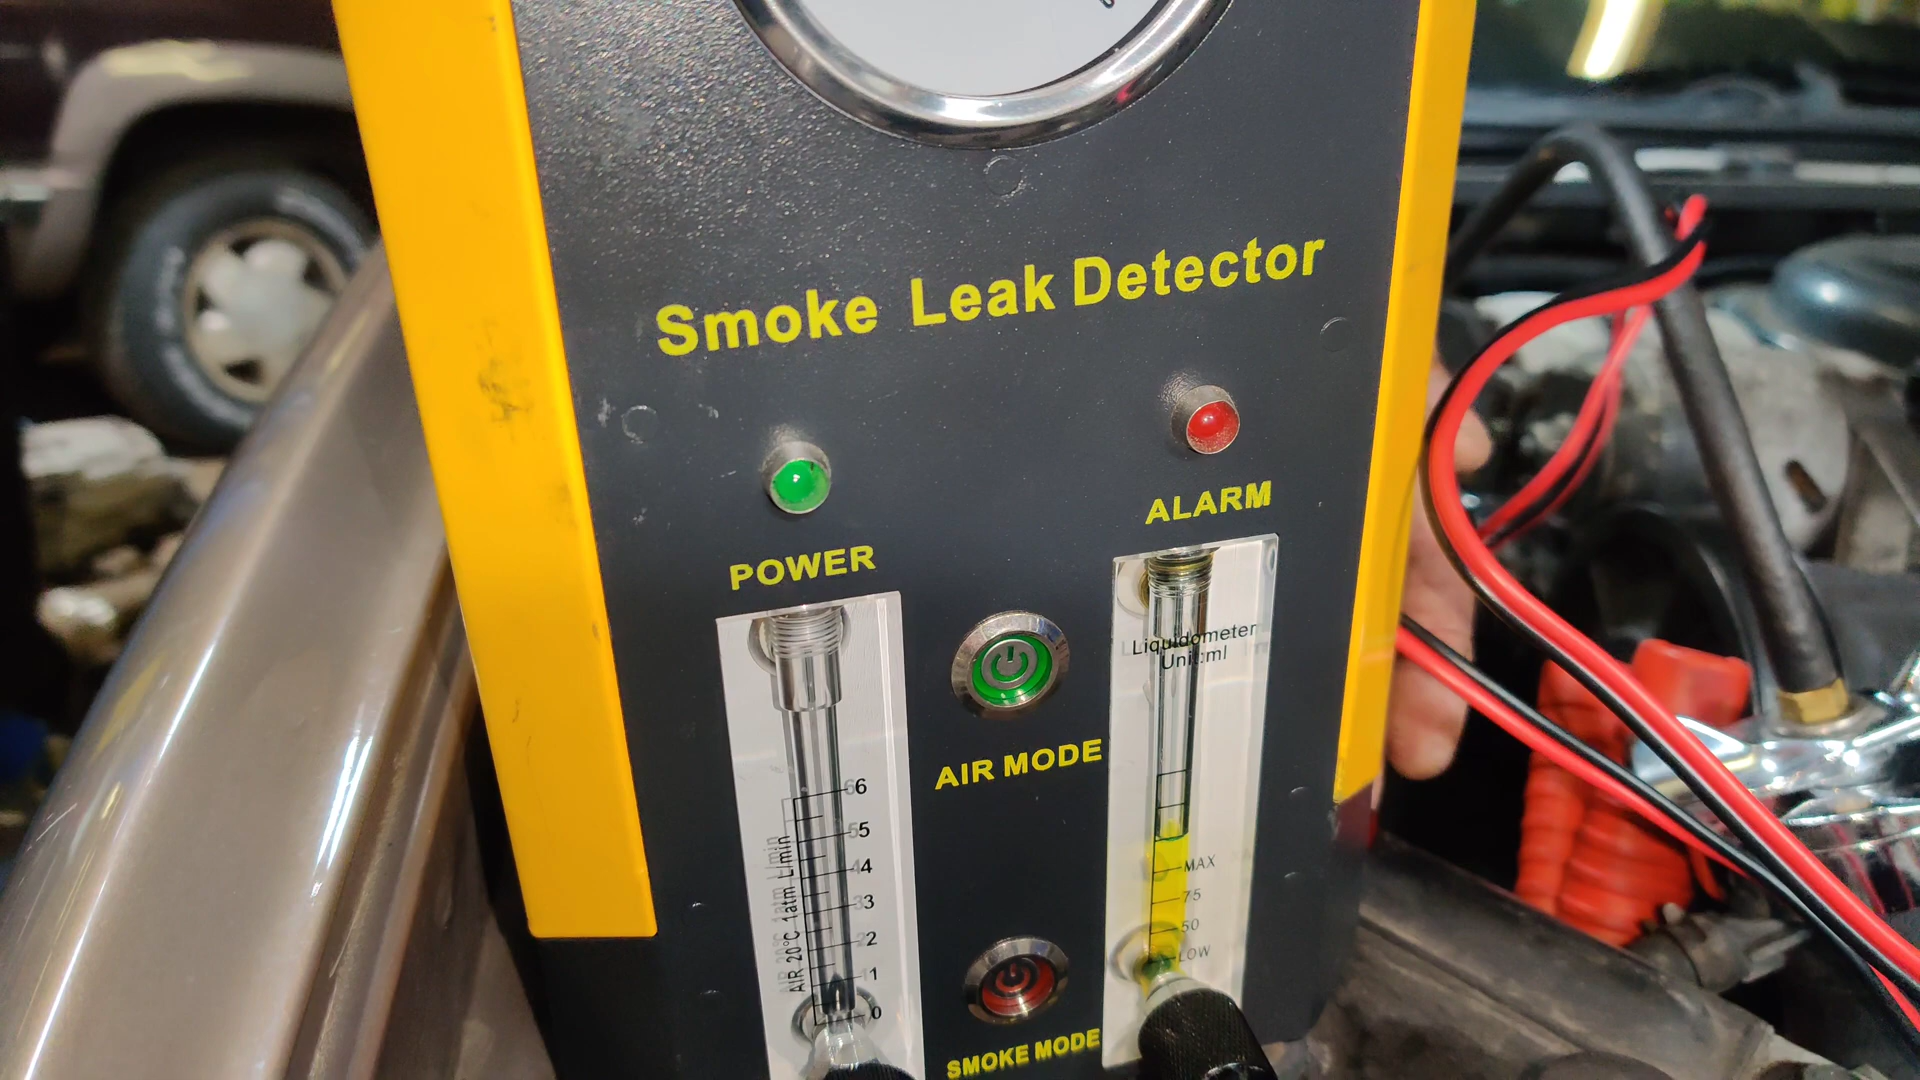 Smoke Leak Detector
POWER
ALARM
AIR MODE
SMOKE MODE
Liquidometer
Unit:ml
MAX
75
50
LOW
6
5
4
3
2
1
0
AIR 20°C 1atm L/min